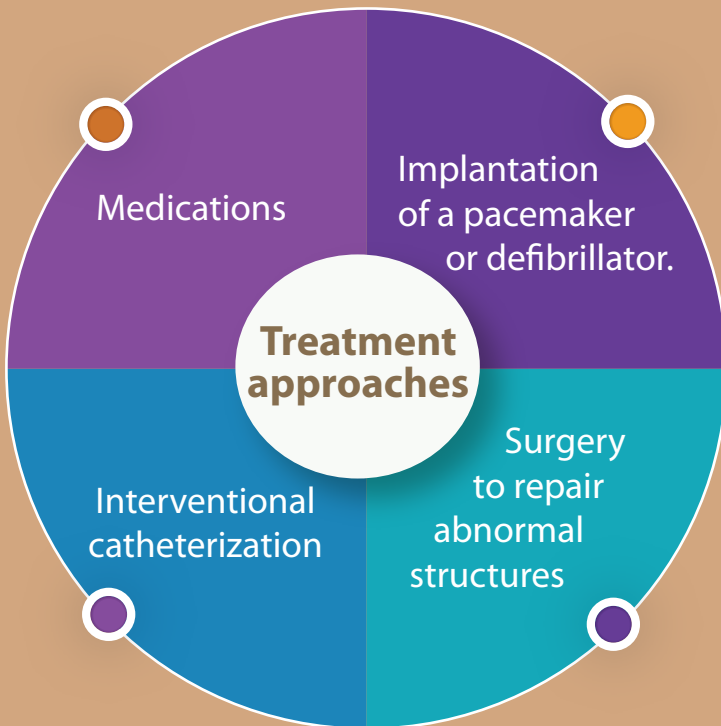 Medications
Implantation
of a pacemaker
or defibrillator.
Treatment
approaches
Interventional
catheterization
Surgery
to repair
abnormal
structures